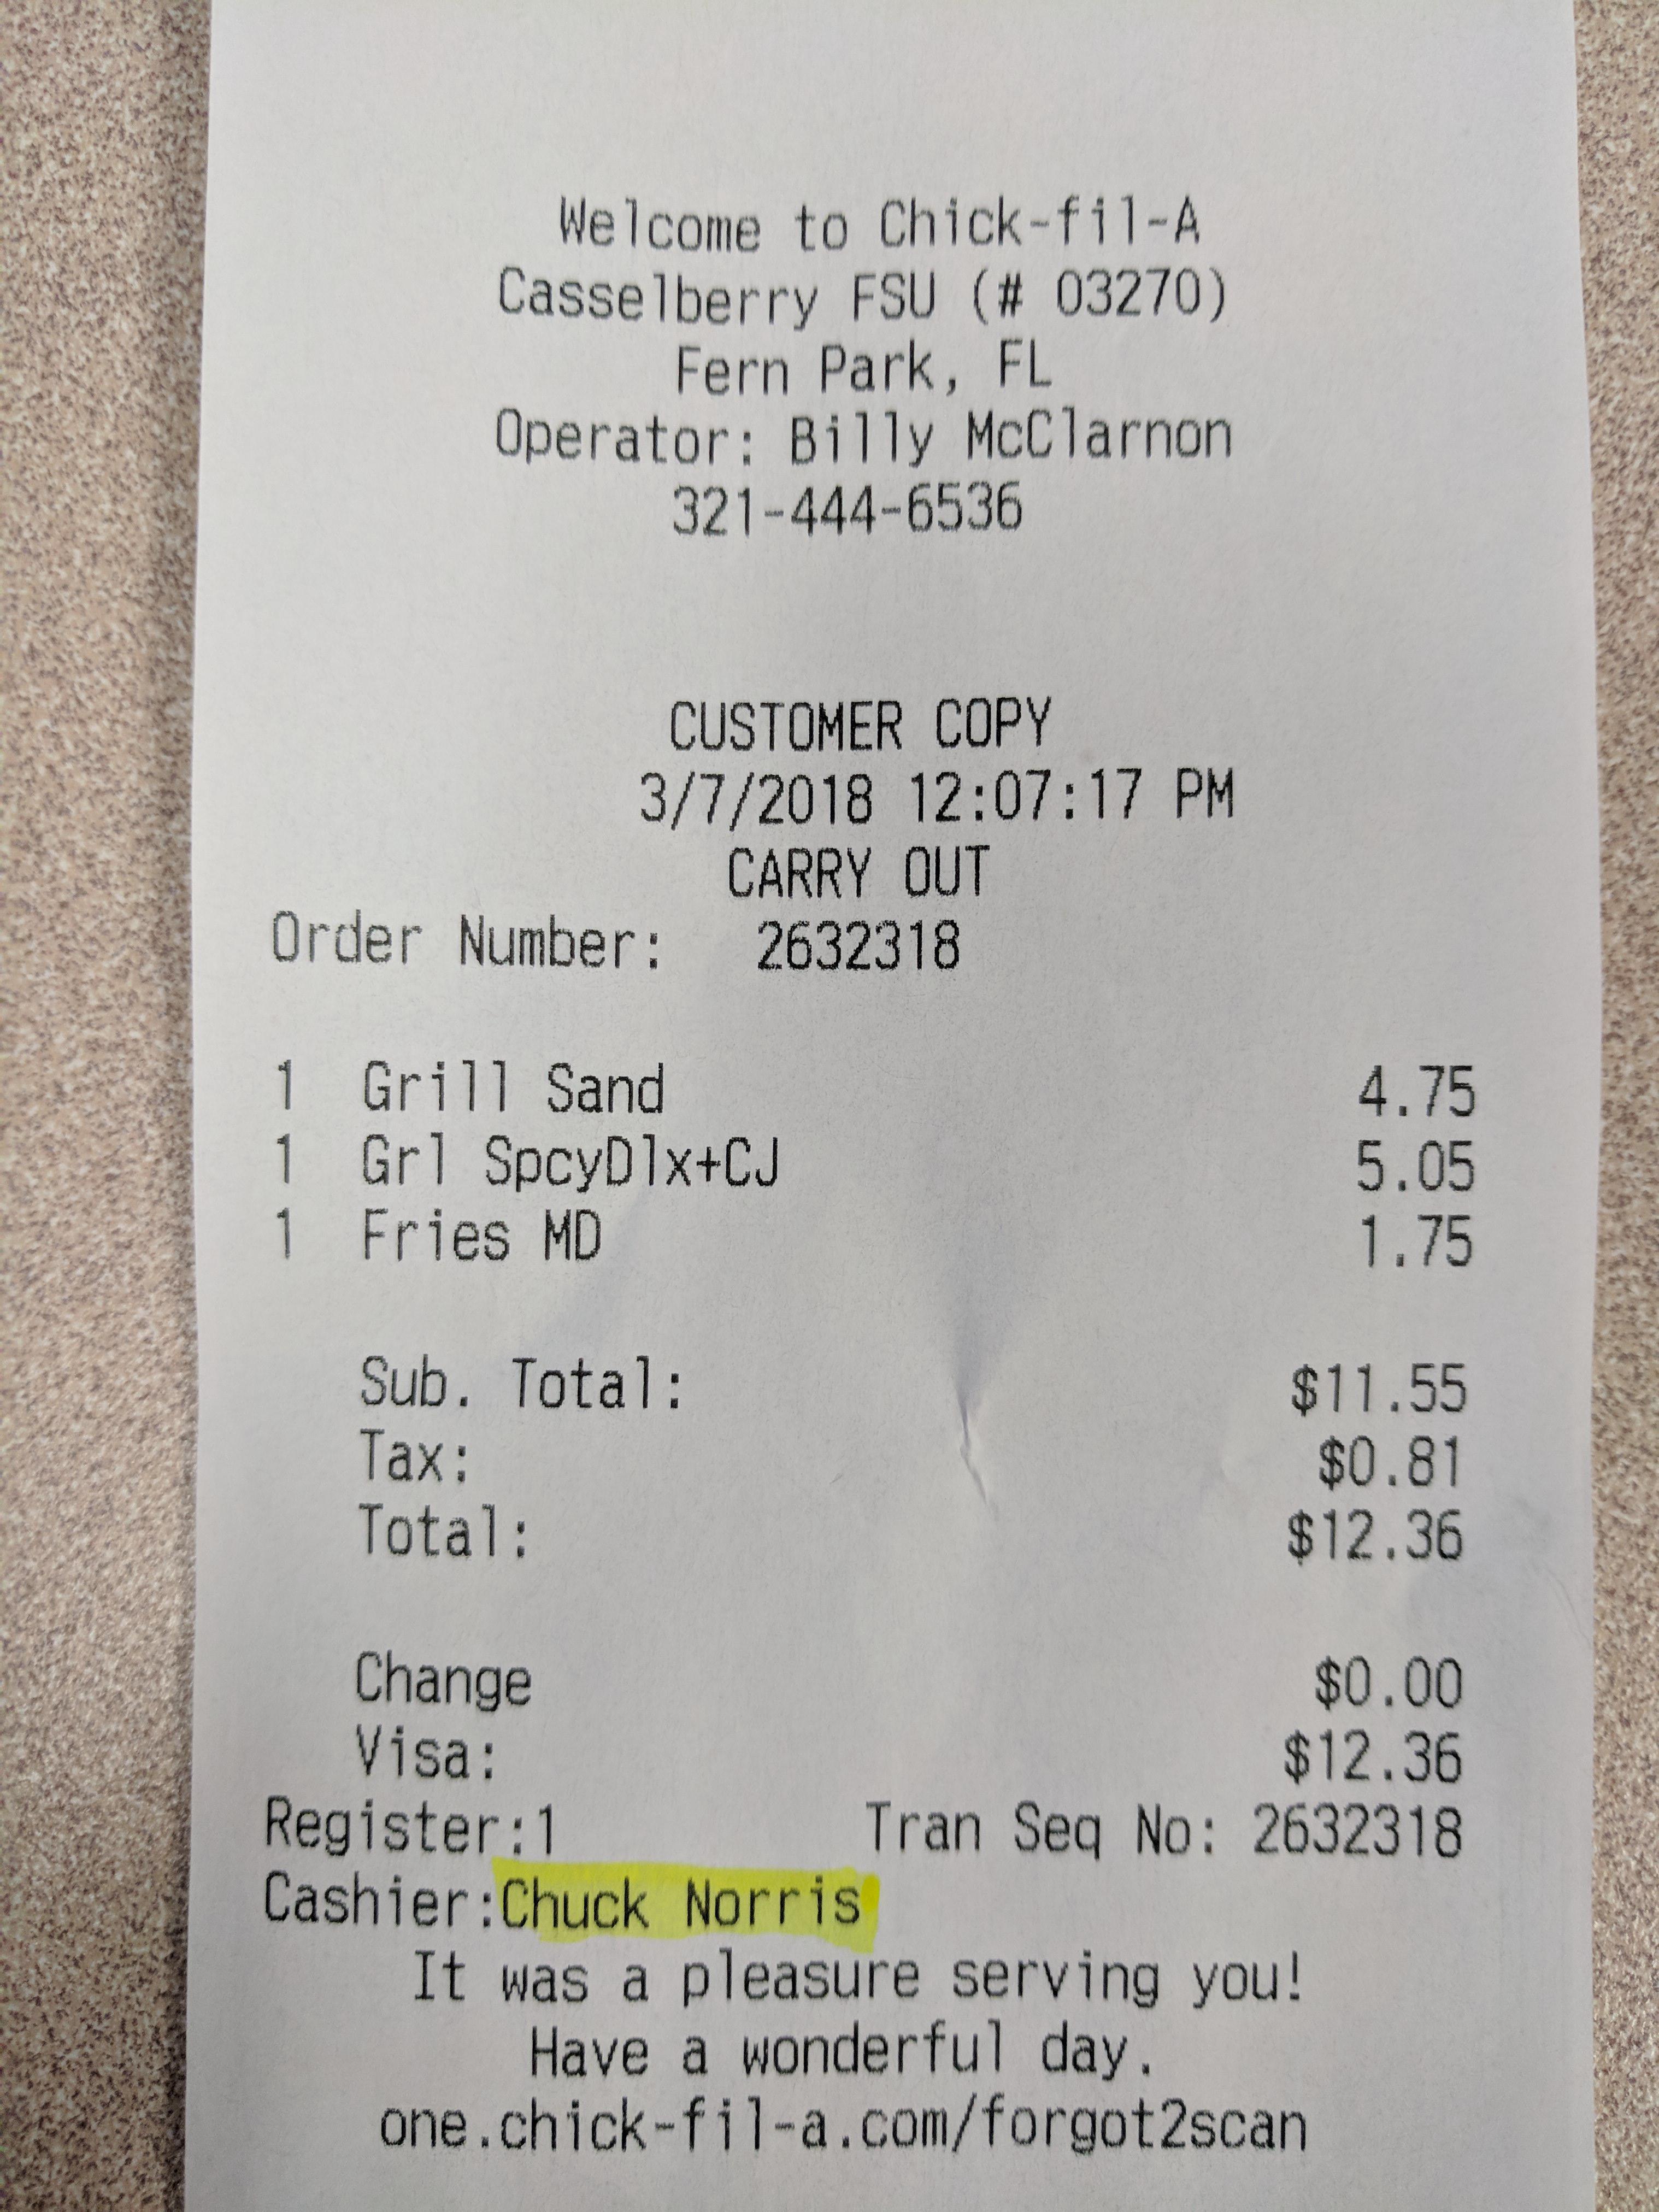 Welcome to Chick-fil-A
Casselberry FSU (# 03270)
Fern Park, FL
Operator: Billy McClarnon
321-444-6536
CUSTOMER COPY
3/7/2018 12:07:17 PM
CARRY OUT
Order Number: 2632318
1 Grill Sand 4.75
1 Grl SpcyDlx+CJ 5.05
1 Fries MD 1.75
Sub. Total: $11.55
Tax: $0.81
Total: $12.36
Change $0.00
Visa: $12.36
Register:1 Tran Seq No: 2632318
Cashier:Chuck Norris
It was a pleasure serving you!
Have a wonderful day.
one.chick-fil-a.com/forgot2scan